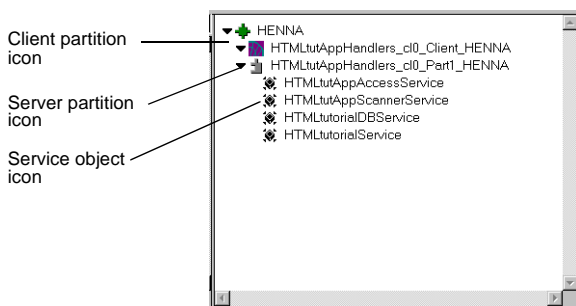 Client partition
icon
Server partition
icon
Service object
icon
HENNA
HTMLtutAppHandlers_cl0_Client_HENNA
HTMLtutAppHandlers_cl0_Part1_HENNA
HTMLtutAppAccessService
HTMLtutAppScannerService
HTMLtutorialDBService
HTMLtutorialService